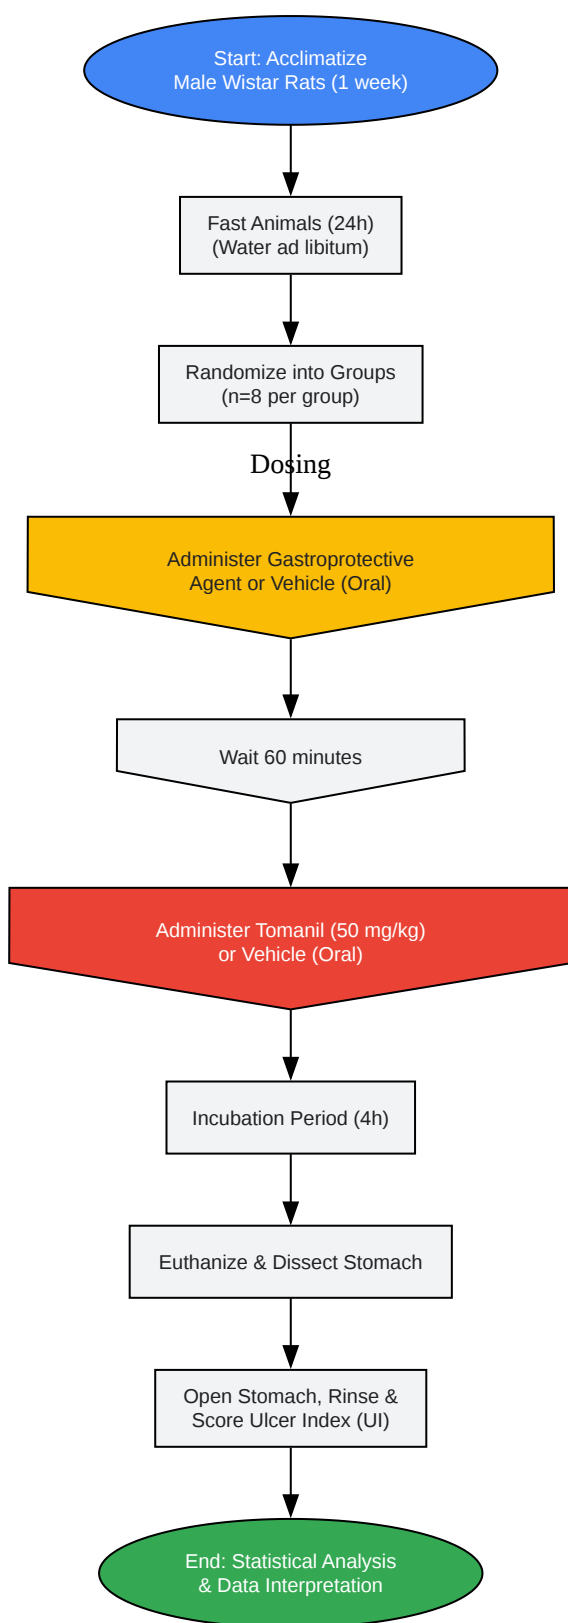 Start: Acclimatize
Male Wistar Rats (1 week)
Fast Animals (24h)
(Water ad libitum)
Randomize into Groups
(n=8 per group)
Dosing
Administer Gastroprotective
Agent or Vehicle (Oral)
Wait 60 minutes
Administer Tomanil (50 mg/kg)
or Vehicle (Oral)
Incubation Period (4h)
Euthanize & Dissect Stomach
Open Stomach, Rinse &
Score Ulcer Index (UI)
End: Statistical Analysis
& Data Interpretation